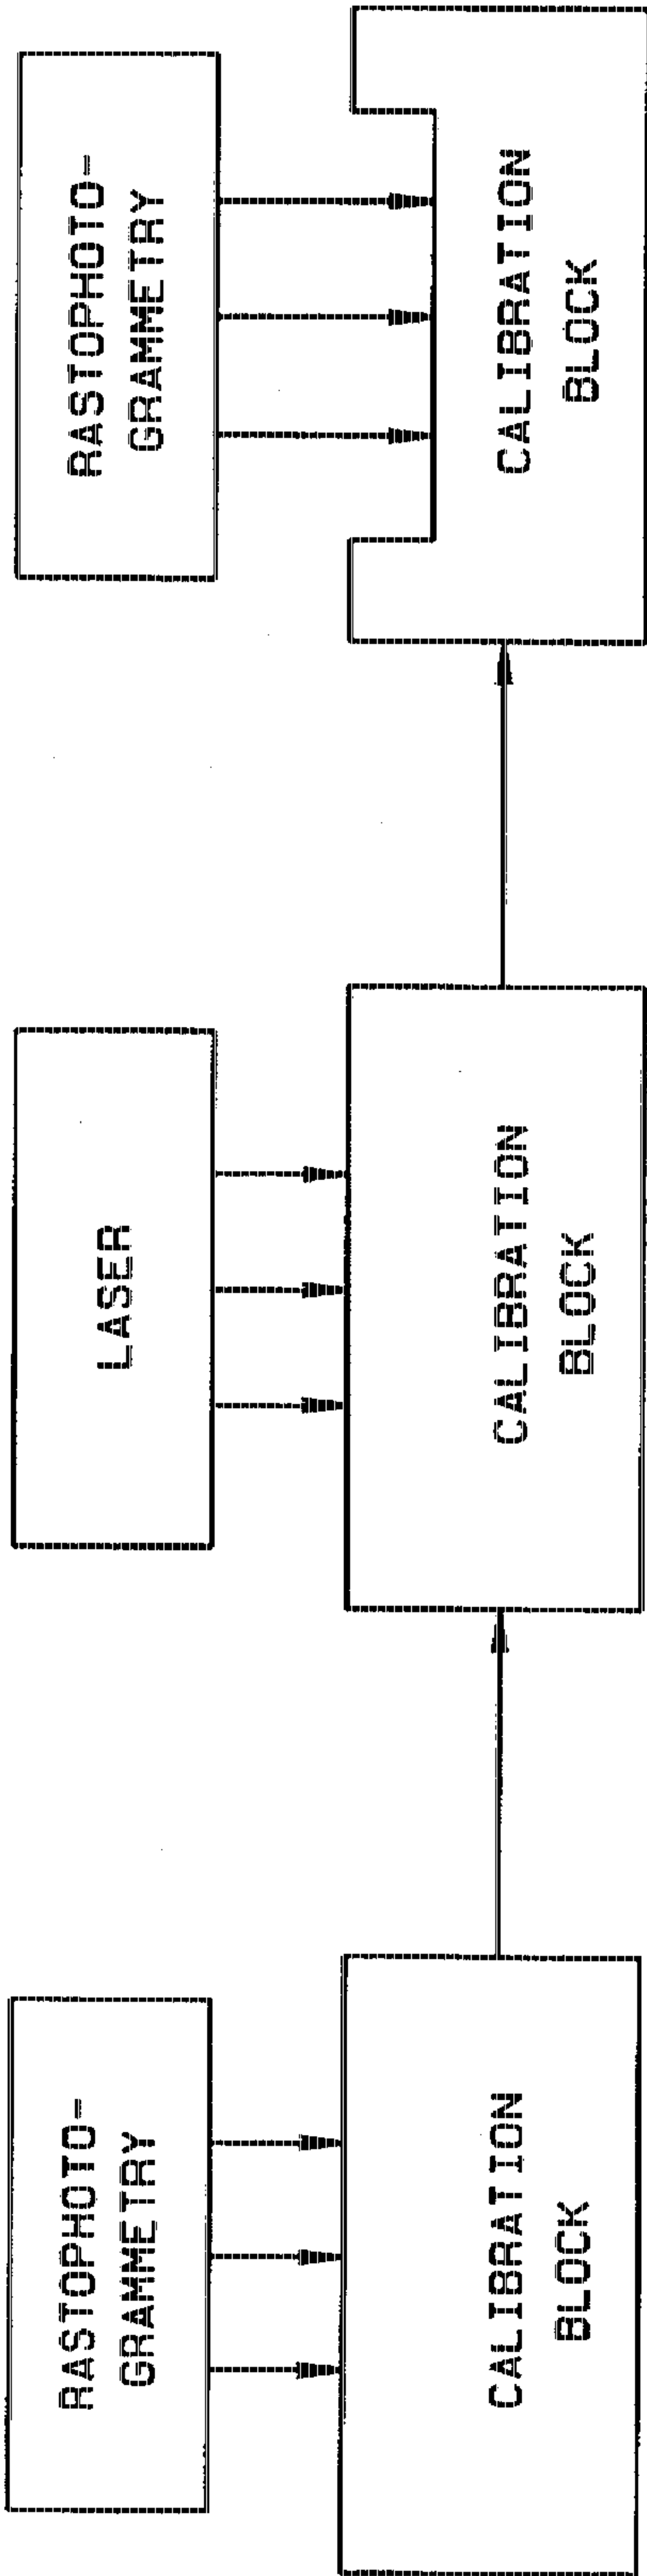 RASTOPHOTO-
GRAMMETRY
CALIBRATION
BLOCK
LASER
CALIBRATION
BLOCK
RASTOPHOTO-
GRAMMETRY
CALIBRATION
BLOCK